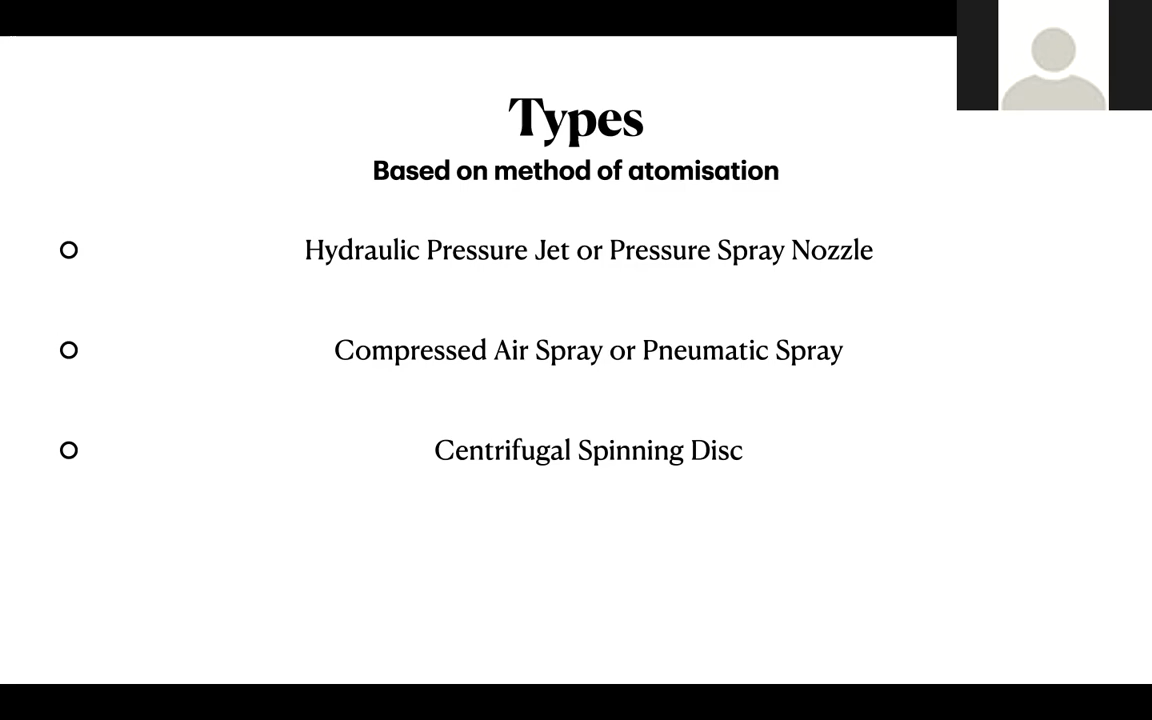 Types
Based on method of atomisation
Hydraulic Pressure Jet or Pressure Spray Nozzle
Compressed Air Spray or Pneumatic Spray
Centrifugal Spinning Disc